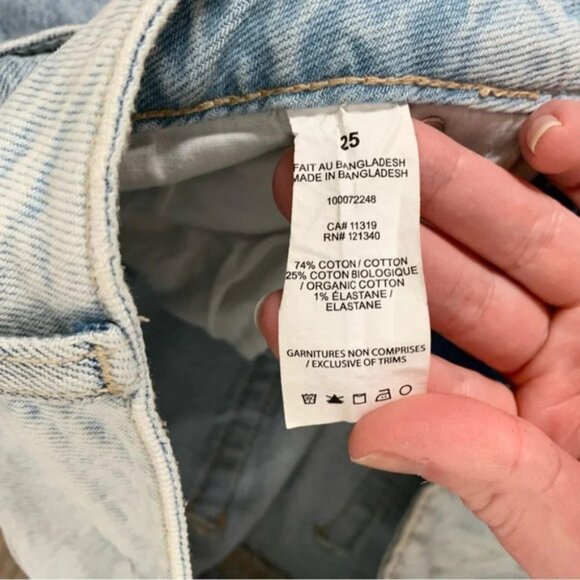 25
FAIT AU BANGLADESH
MADE IN BANGLADESH
100072248
CA# 11319
RN# 121340
74% COTON / COTTON
25% COTON BIOLOGIQUE
/ ORGANIC COTTON
1% ÉLASTANE /
ELASTANE
GARNITURES NON COMPRISES
/ EXCLUSIVE OF TRIMS